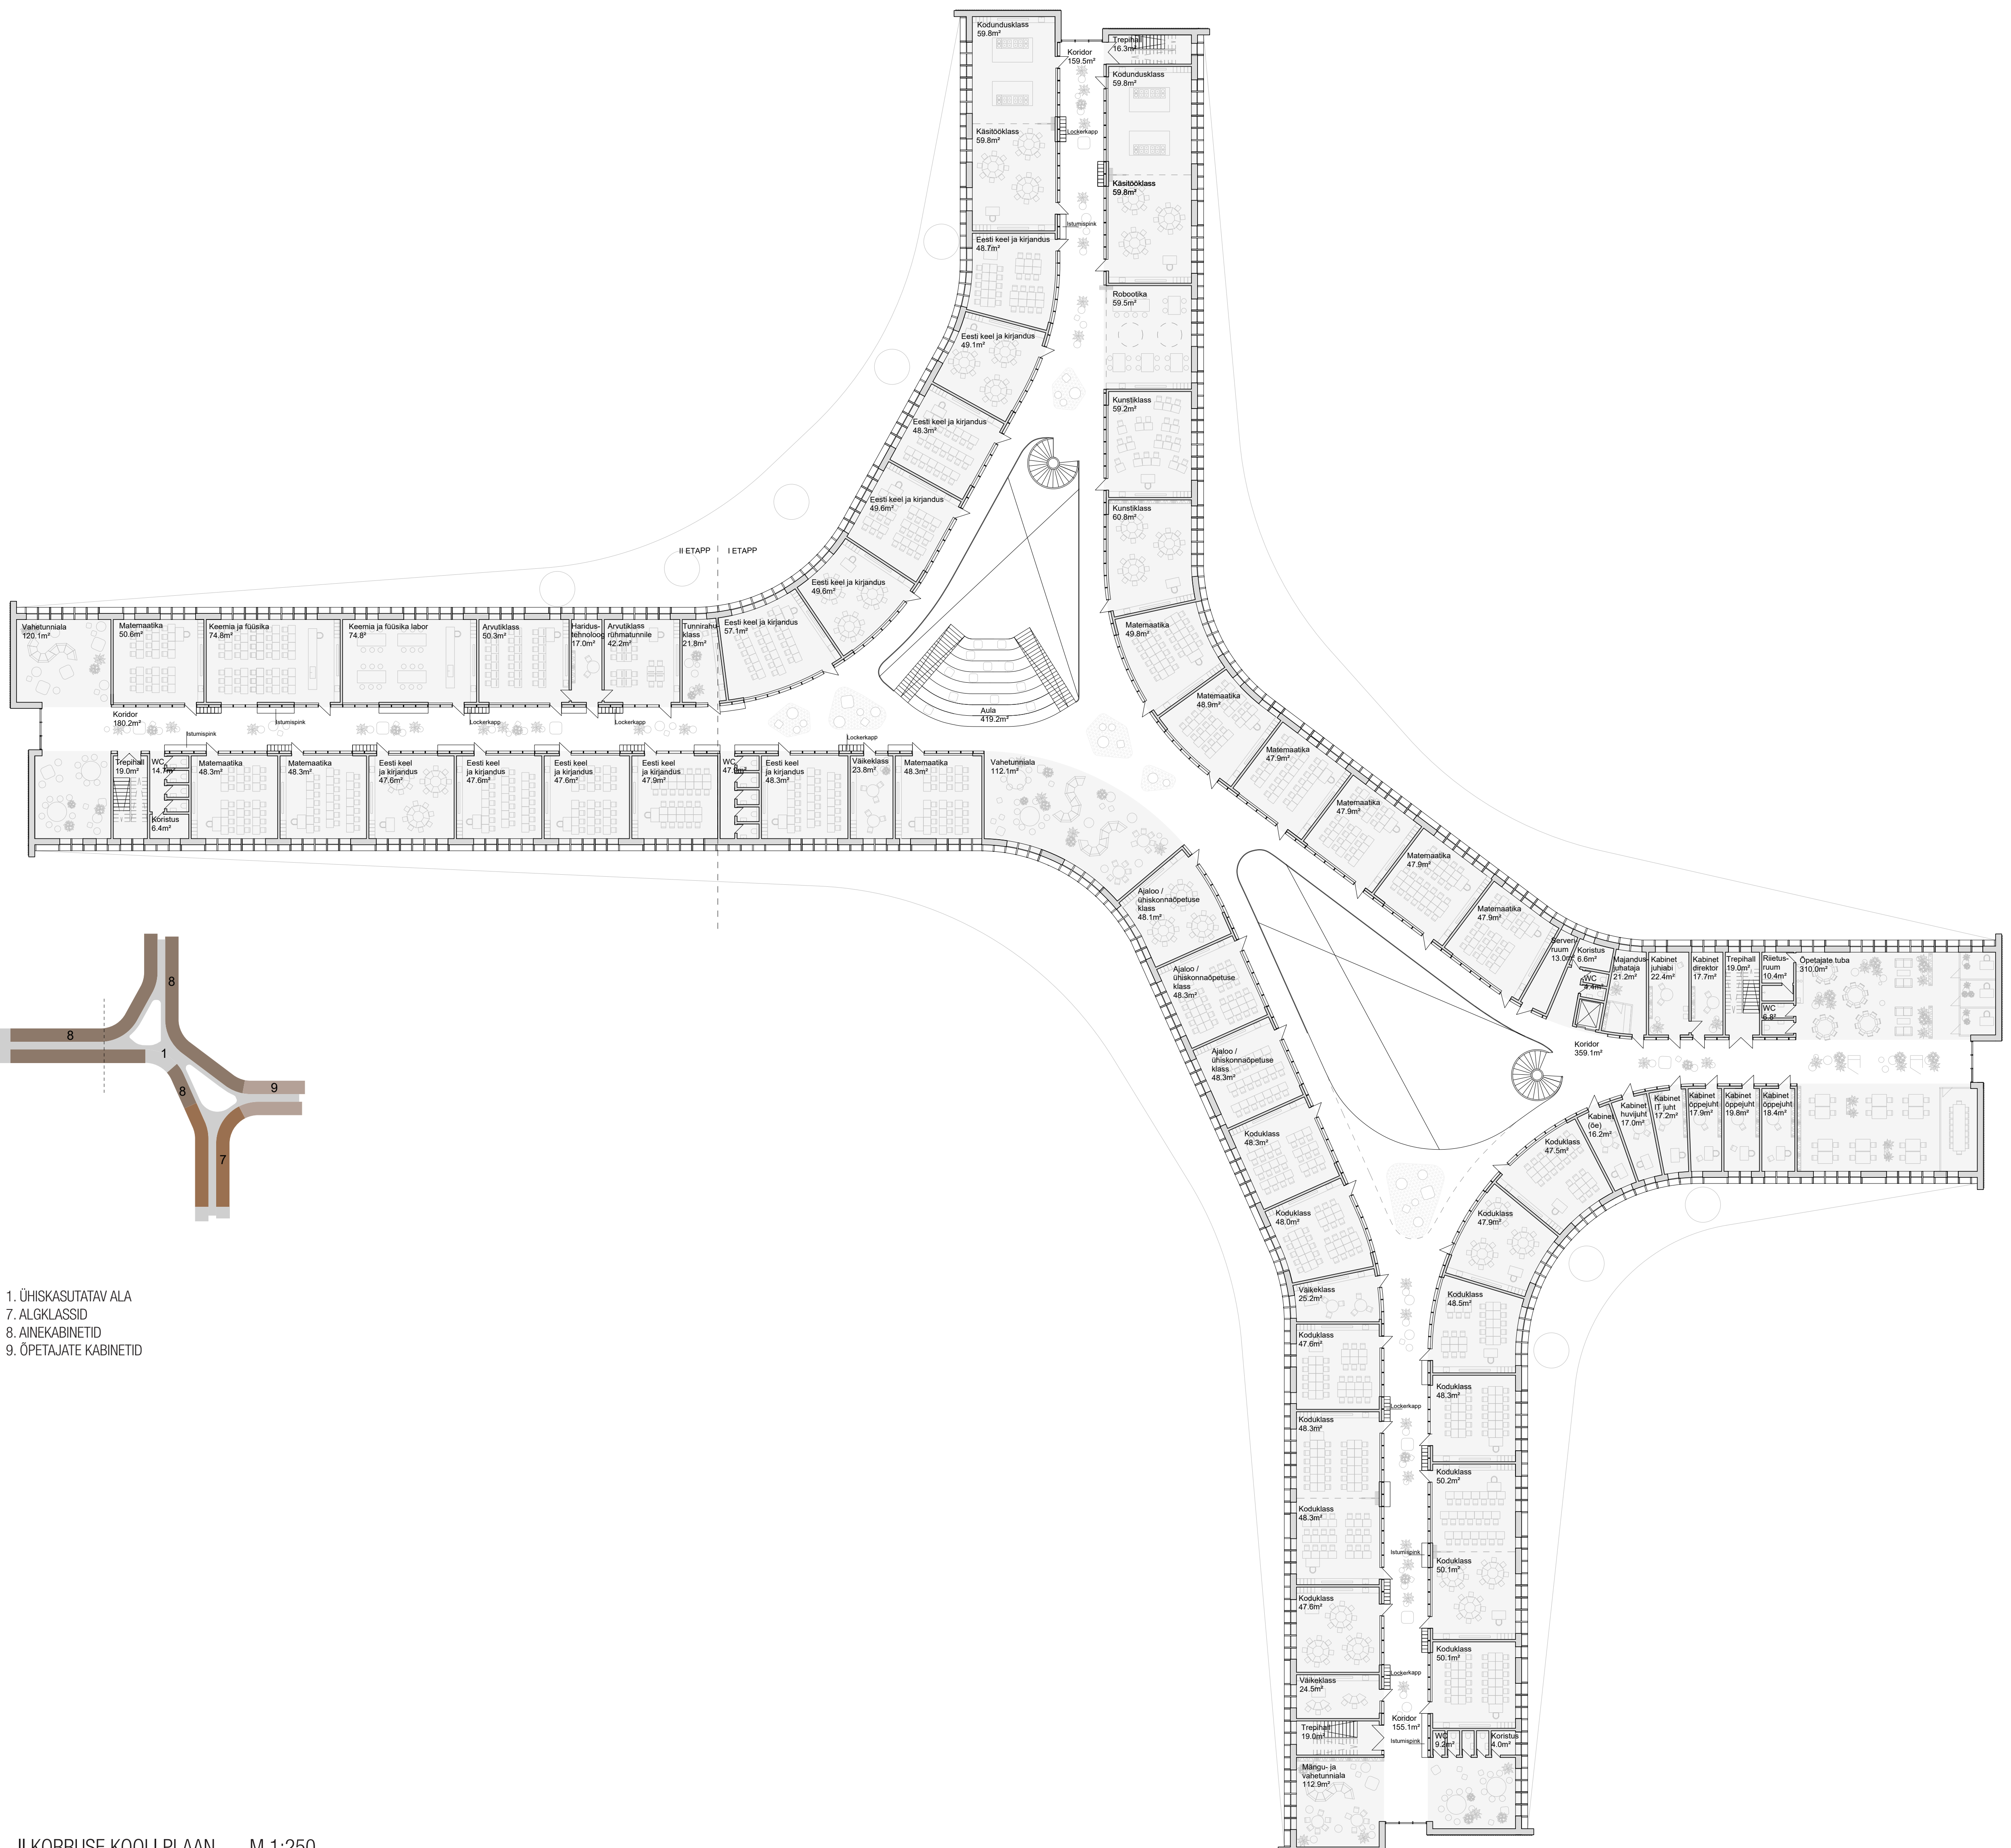 Kodundusklass
59.8m²
Koridor
159.5m²
Trepihall
16.3m²
Kodundusklass
59.8m²
Käsitööklass
59.8m²
Lockerkapp
Käsitööklass
59.8m²
Istumispink
Eesti keel ja kirjandus
48.7m²
Robootika
59.5m²
Eesti keel ja kirjandus
49.1m²
Kunstiklass
59.2m²
Eesti keel ja kirjandus
48.3m²
Eesti keel ja kirjandus
49.6m²
Kunstiklass
60.8m²
II ETAPP
I ETAPP
Eesti keel ja kirjandus
49.6m²
Eesti keel ja kirjandus
57.1m²
Vahetunniala
120.1m²
Matemaatika
50.6m²
Keemia ja füüsika
74.8m²
Keemia ja füüsika labor
74.8²
Arvutiklass
50.3m²
Haridus-
tehnoloog
17.0m²
Arvutiklass
rühmatunnile
42.2m²
Tunnirahu
klass
21.8m²
Matemaatika
49.8m²
Matemaatika
48.9m²
Aula
419.2m²
Koridor
180.2m²
Istumispink
Lockerkapp
Lockerkapp
Istumispink
Lockerkapp
Trepihall
19.0m²
WC
14.7m²
Koristus
6.4m²
Matemaatika
48.3m²
Matemaatika
48.3m²
Eesti keel
ja kirjandus
47.6m²
Eesti keel
ja kirjandus
47.6m²
Eesti keel
ja kirjandus
47.6m²
Eesti keel
ja kirjandus
47.9m²
WC
Eesti keel
ja kirjandus
48.3m²
Väikeklass
23.8m²
Matemaatika
48.3m²
Vahetunniala
112.1m²
Matemaatika
47.9m²
Matemaatika
47.9m²
Matemaatika
47.9m²
Matemaatika
47.9m²
Ajaloo /
ühiskonnaõpetuse
klass
48.1m²
Ajaloo /
ühiskonnaõpetuse
klass
48.3m²
Ajaloo /
ühiskonnaõpetuse
klass
48.3m²
Serveri
ruum
13.0m²
Koristus
6.6m²
WC
4.4m²
Majandus-
juhataja
21.2m²
Kabinet
juhiabi
22.4m²
Kabinet
direktor
17.7m²
Trepihall
19.0m²
Riietus-
ruum
10.4m²
WC
6.8²
Õpetajate tuba
310.0m²
Koridor
359.1m²
Kabinet
(õe)
16.2m²
Kabinet
huvijuht
17.0m²
Kabinet
IT juht
17.2m²
Kabinet
õppejuht
17.9m²
Kabinet
õppejuht
19.8m²
Kabinet
õppejuht
18.4m²
Koduklass
48.3m²
Koduklass
47.5m²
Koduklass
48.0m²
Koduklass
47.9m²
Väikeklass
25.2m²
Koduklass
48.5m²
Koduklass
47.6m²
Koduklass
48.3m²
Lockerkapp
Koduklass
48.3m²
Koduklass
50.2m²
Koduklass
48.3m²
Istumispink
Koduklass
50.1m²
Koduklass
47.6m²
Koduklass
50.1m²
Lockerkapp
Väikeklass
24.5m²
Koridor
155.1m²
Trepihall
19.0m²
Istumispink
WC
9.2m²
Koristus
4.0m²
Mängu- ja
vahetunniala
112.9m²
8
8
1
8
9
7
1. ÜHISKASUTATAV ALA
7. ALGKLASSID
8. AINEKABINETID
9. ÕPETAJATE KABINETID
II KORRUSE KOOLI PLAAN M 1:250